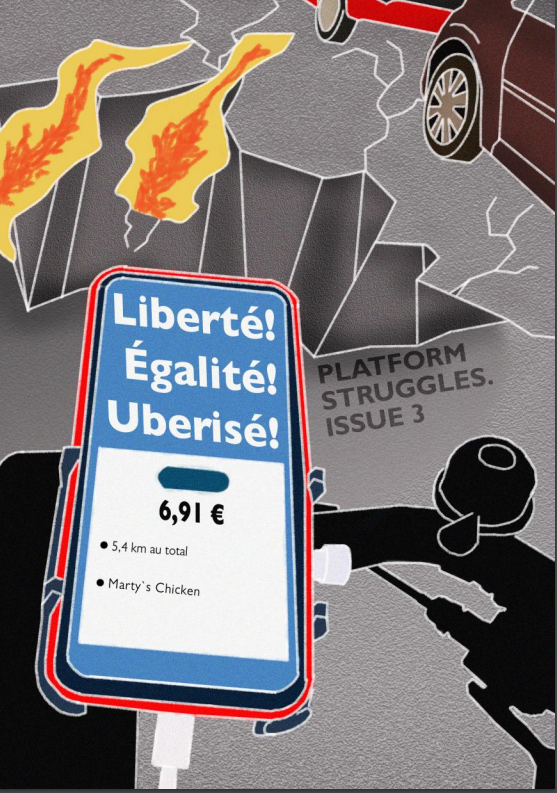 Liberté!
Égalité!
Uberisé!
PLATFORM
STRUGGLES.
ISSUE 3
6,91 €
● 5,4 km au total
● Marty`s Chicken